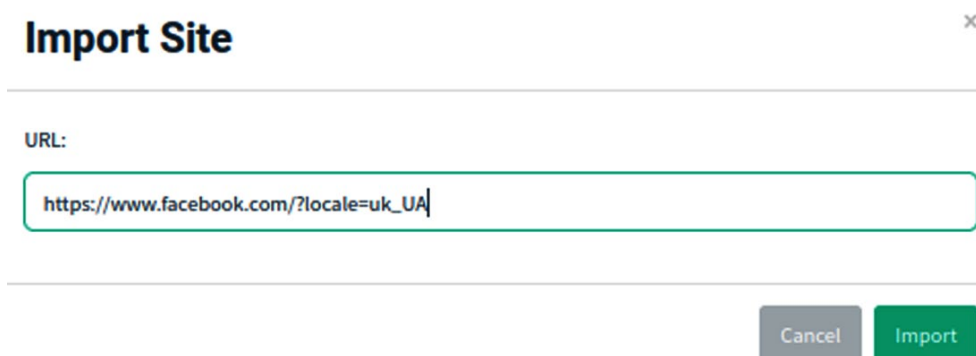 Import Site
×
URL:
https://www.facebook.com/?locale=uk_UA
Cancel Import